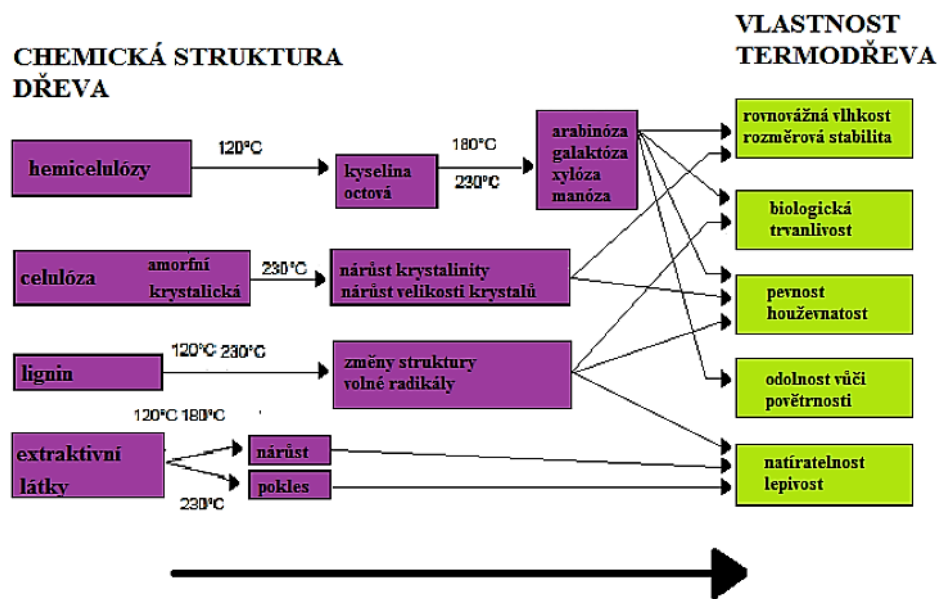 CHEMICKÁ STRUKTURA
DŘEVA
VLASTNOST
TERMODŘEVA
hemicelulózy
120°C
kyselina
octová
180°C
230°C
arabinóza
galaktóza
xylóza
manóza
rovnovážná vlhkost
rozměrová stabilita
celulóza
amorfní
krystalická
230°C
nárůst krystalinity
nárůst velikosti krystalů
biologická
trvanlivost
pevnost
houževnatost
lignin
120°C 230°C
změny struktury
volné radikály
odolnost vůči
povětrnosti
extraktivní
látky
120°C 180°C
230°C
nárůst
pokles
natíratelnost
lepivost